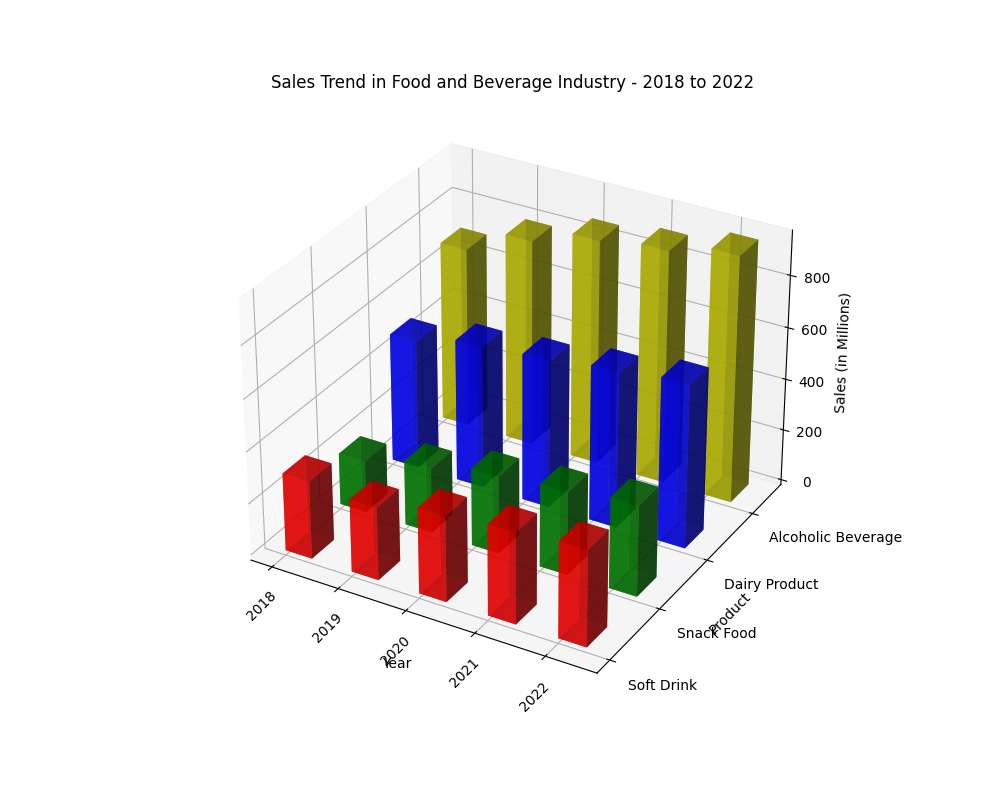 Sales Trend in Food and Beverage Industry - 2018 to 2022
800
600
400
200
0
Sales (in Millions)
Alcoholic Beverage
Dairy Product
Snack Food
Soft Drink
Product
2018
2019
2020
2021
2022
Year